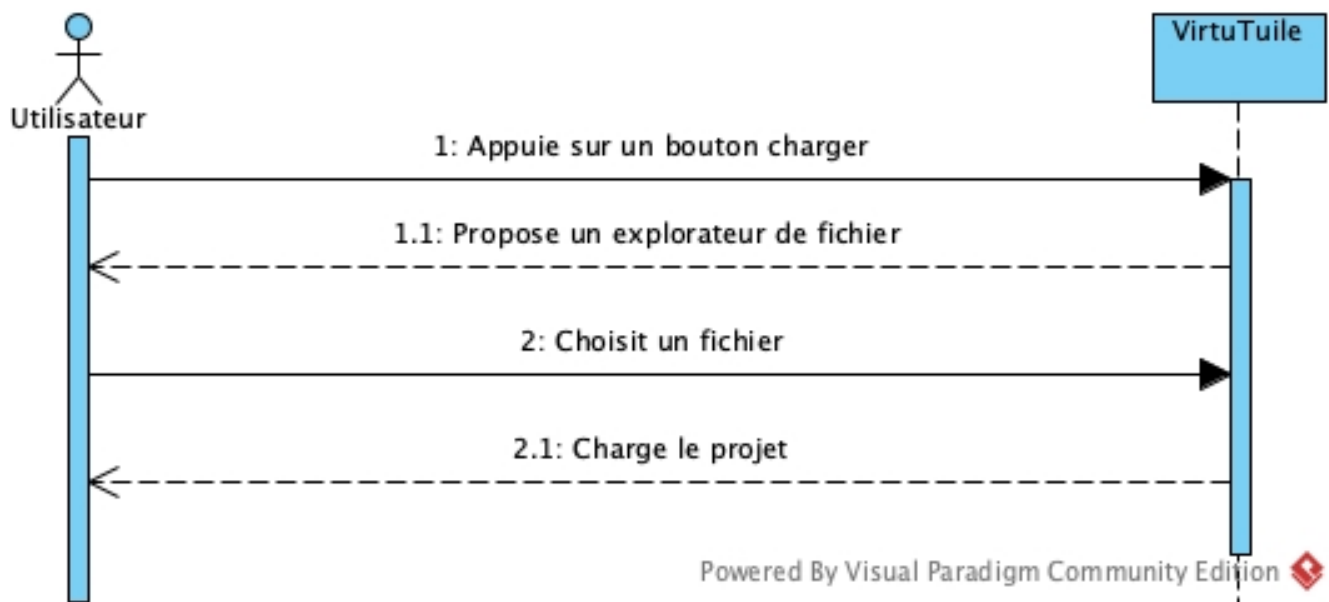 VirtuTuile
Utilisateur
1: Appuie sur un bouton charger
1.1: Propose un explorateur de fichier
2: Choisit un fichier
2.1: Charge le projet
Powered By Visual Paradigm Community Edition